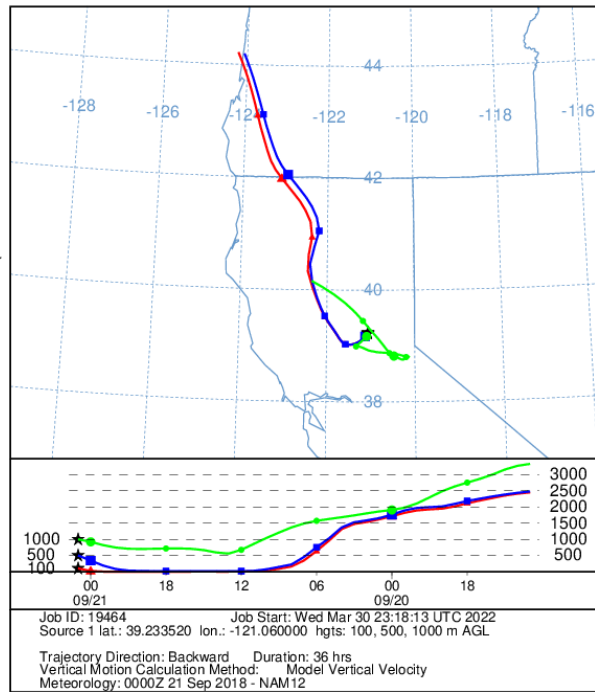 44
-128 -126 -124 -122 -120 -118 -116
42
40
38
3000
2500
2000
1500
1000 1000
500 500
100
00 18 12 06 00 18
09/21 09/20
Job ID: 19464 Job Start: Wed Mar 30 23:18:13 UTC 2022
Source 1 lat.: 39.233520 lon.: -121.060000 hgts: 100, 500, 1000 m AGL
Trajectory Direction: Backward Duration: 36 hrs
Vertical Motion Calculation Method: Model Vertical Velocity
Meteorology: 0000Z 21 Sep 2018 - NAM12